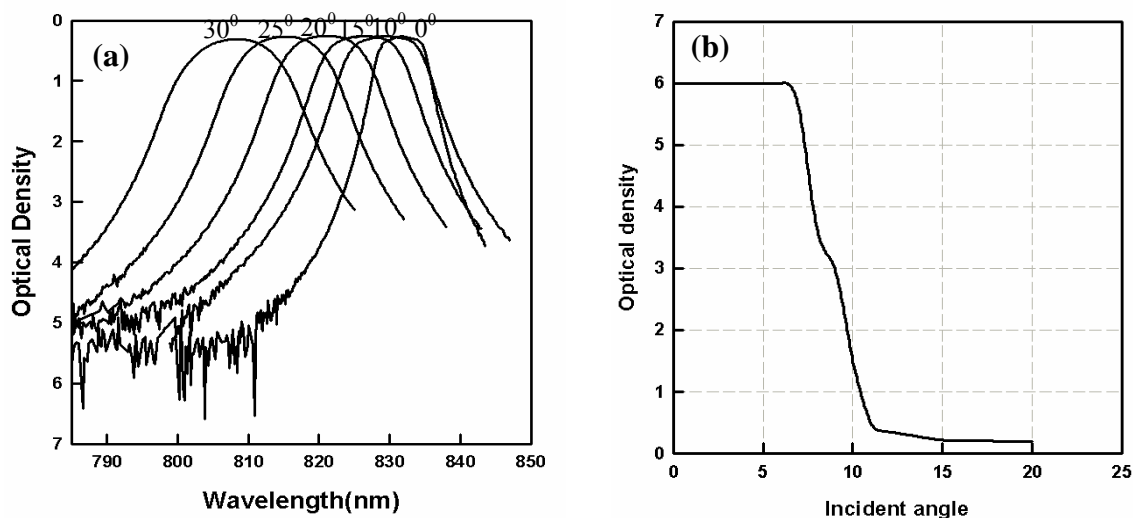 (a)
30⁰ 25⁰ 20⁰ 15⁰ 10⁰ 0⁰
0
1
2
3
4
5
6
7
Optical Density
790 800 810 820 830 840 850
Wavelength(nm)
(b)
7
6
5
4
3
2
1
0
Optical density
0 5 10 15 20 25
Incident angle